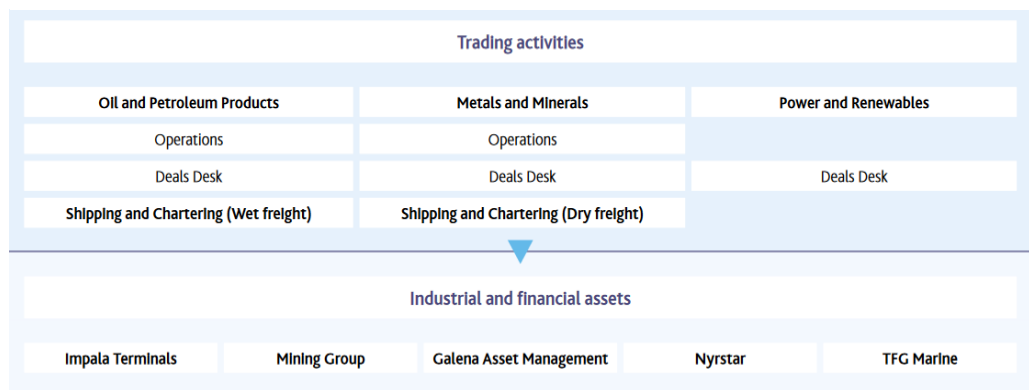 Trading activities
Oil and Petroleum Products Metals and Minerals Power and Renewables
Operations Operations
Deals Desk Deals Desk Deals Desk
Shipping and Chartering (Wet freight) Shipping and Chartering (Dry freight)
Industrial and financial assets
Impala Terminals Mining Group Galena Asset Management Nyrstar TFG Marine